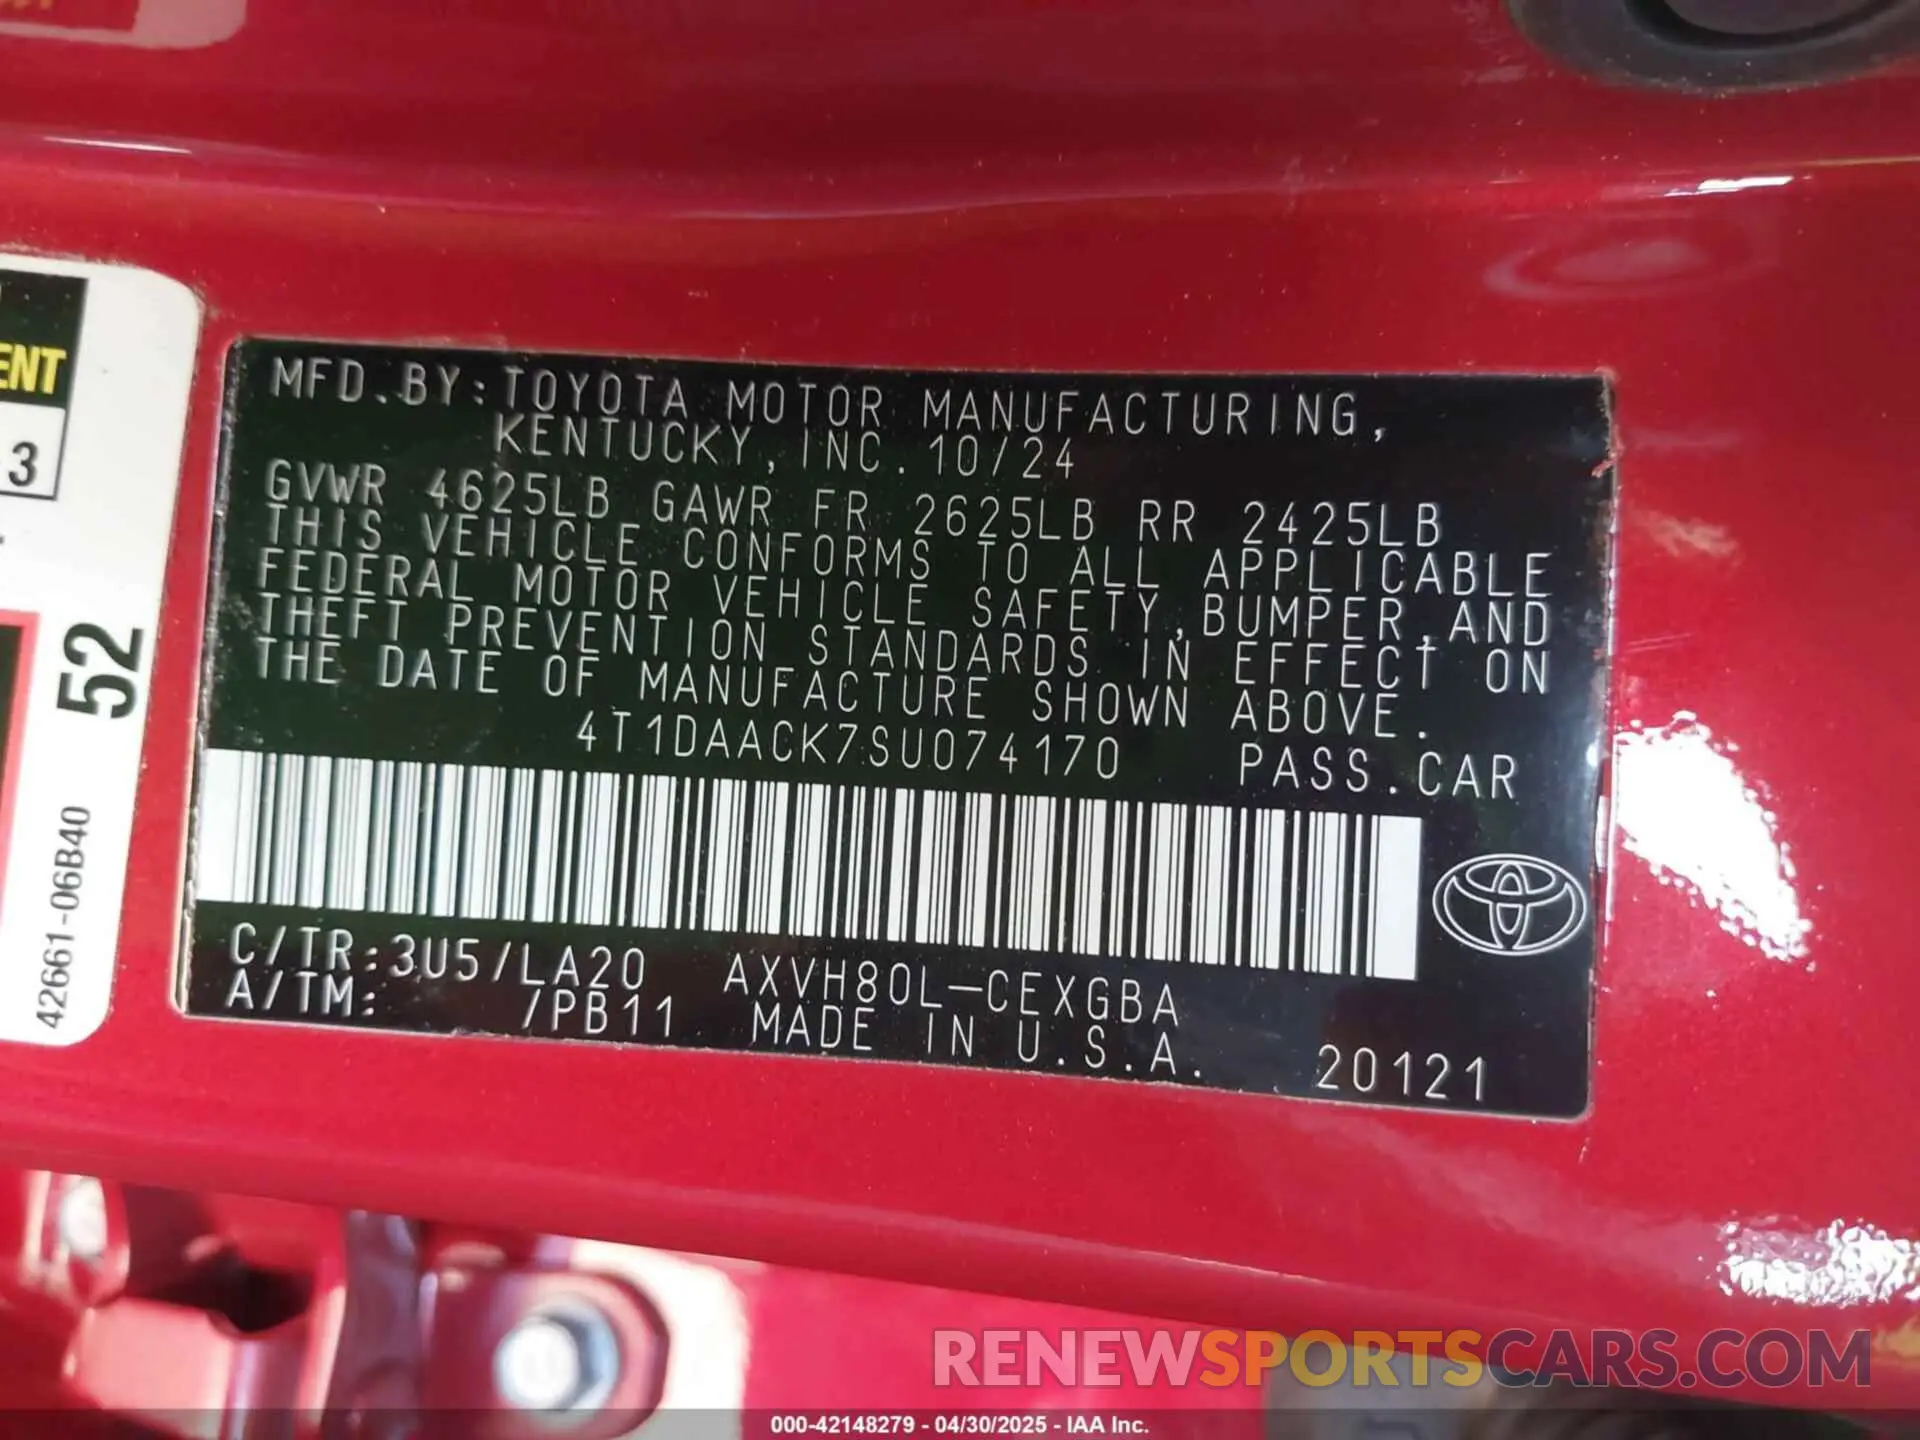 ENT
3
52
42661-06B40
MFD.BY:TOYOTA MOTOR MANUFACTURING,
KENTUCKY,INC. 10/24
GVWR 4625LB GAWR FR 2625LB RR 2425LB
THIS VEHICLE CONFORMS TO ALL APPLICABLE
FEDERAL MOTOR VEHICLE SAFETY,BUMPER,AND
THEFT PREVENTION STANDARDS IN EFFECT ON
THE DATE OF MANUFACTURE SHOWN ABOVE.
4T1DAACK7SU074170 PASS.CAR
C/TR:3U5/LA20 AXVH80L-CEXGBA
A/TM: /PB11 MADE IN U.S.A. 20121
RENEWSPORTSCARS.COM
000-42148279 - 04/30/2025 - IAA Inc.